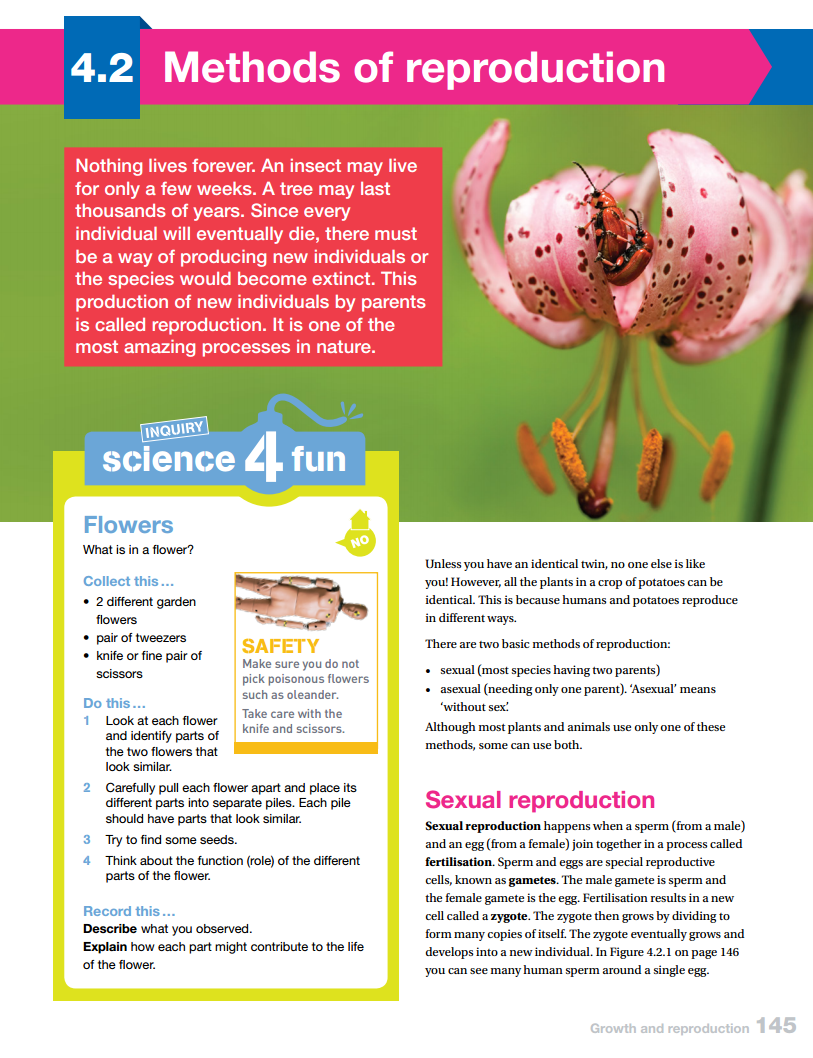 4.2 Methods of reproduction
Nothing lives forever. An insect may live
for only a few weeks. A tree may last
thousands of years. Since every
individual will eventually die, there must
be a way of producing new individuals or
the species would become extinct. This
production of new individuals by parents
is called reproduction. It is one of the
most amazing processes in nature.
INQUIRY
science 4 fun
Flowers
What is in a flower?
NO
Collect this…
• 2 different garden
flowers
• pair of tweezers
• knife or fine pair of
scissors
SAFETY
Make sure you do not
pick poisonous flowers
such as oleander.
Take care with the
knife and scissors.
Do this…
1 Look at each flower
and identify parts of
the two flowers that
look similar.
2 Carefully pull each flower apart and place its
different parts into separate piles. Each pile
should have parts that look similar.
3 Try to find some seeds.
4 Think about the function (role) of the different
parts of the flower.
Record this…
Describe what you observed.
Explain how each part might contribute to the life
of the flower.
Unless you have an identical twin, no one else is like
you! However, all the plants in a crop of potatoes can be
identical. This is because humans and potatoes reproduce
in different ways.
There are two basic methods of reproduction:
• sexual (most species having two parents)
• asexual (needing only one parent). ‘Asexual’ means
‘without sex’.
Although most plants and animals use only one of these
methods, some can use both.
Sexual reproduction
Sexual reproduction happens when a sperm (from a male)
and an egg (from a female) join together in a process called
fertilisation. Sperm and eggs are special reproductive
cells, known as gametes. The male gamete is sperm and
the female gamete is the egg. Fertilisation results in a new
cell called a zygote. The zygote then grows by dividing to
form many copies of itself. The zygote eventually grows and
develops into a new individual. In Figure 4.2.1 on page 146
you can see many human sperm around a single egg.
Growth and reproduction 145